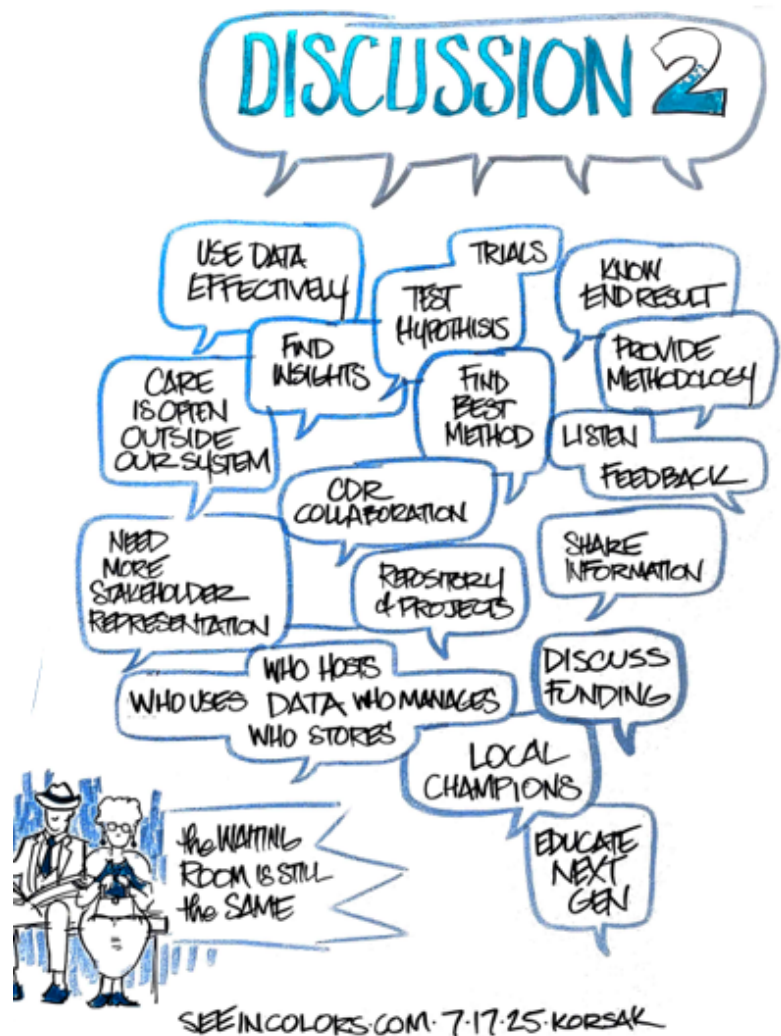 DISCUSSION 2
USE DATA
EFFECTIVELY
TRIALS
TEST
HYPOTHISIS
KNOW
END RESULT
FIND
INSIGHTS
PROVIDE
METHODOLOGY
CARE
IS OFTEN
OUTSIDE
OUR SYSTEM
FIND
BEST
METHOD
LISTEN
FEEDBACK
CDR
COLLABORATION
NEED
MORE
STAKEHOLDER
REPRESENTATION
REPOSITORY
& PROJECTS
SHARE
INFORMATION
WHO HOSTS
WHO USES DATA WHO MANAGES
WHO STORES
DISCUSS
FUNDING
LOCAL
CHAMPIONS
the WAITING
ROOM IS STILL
the SAME
EDUCATE
NEXT
GEN
SEEINCOLORS.COM.7.17.25.KORSAK